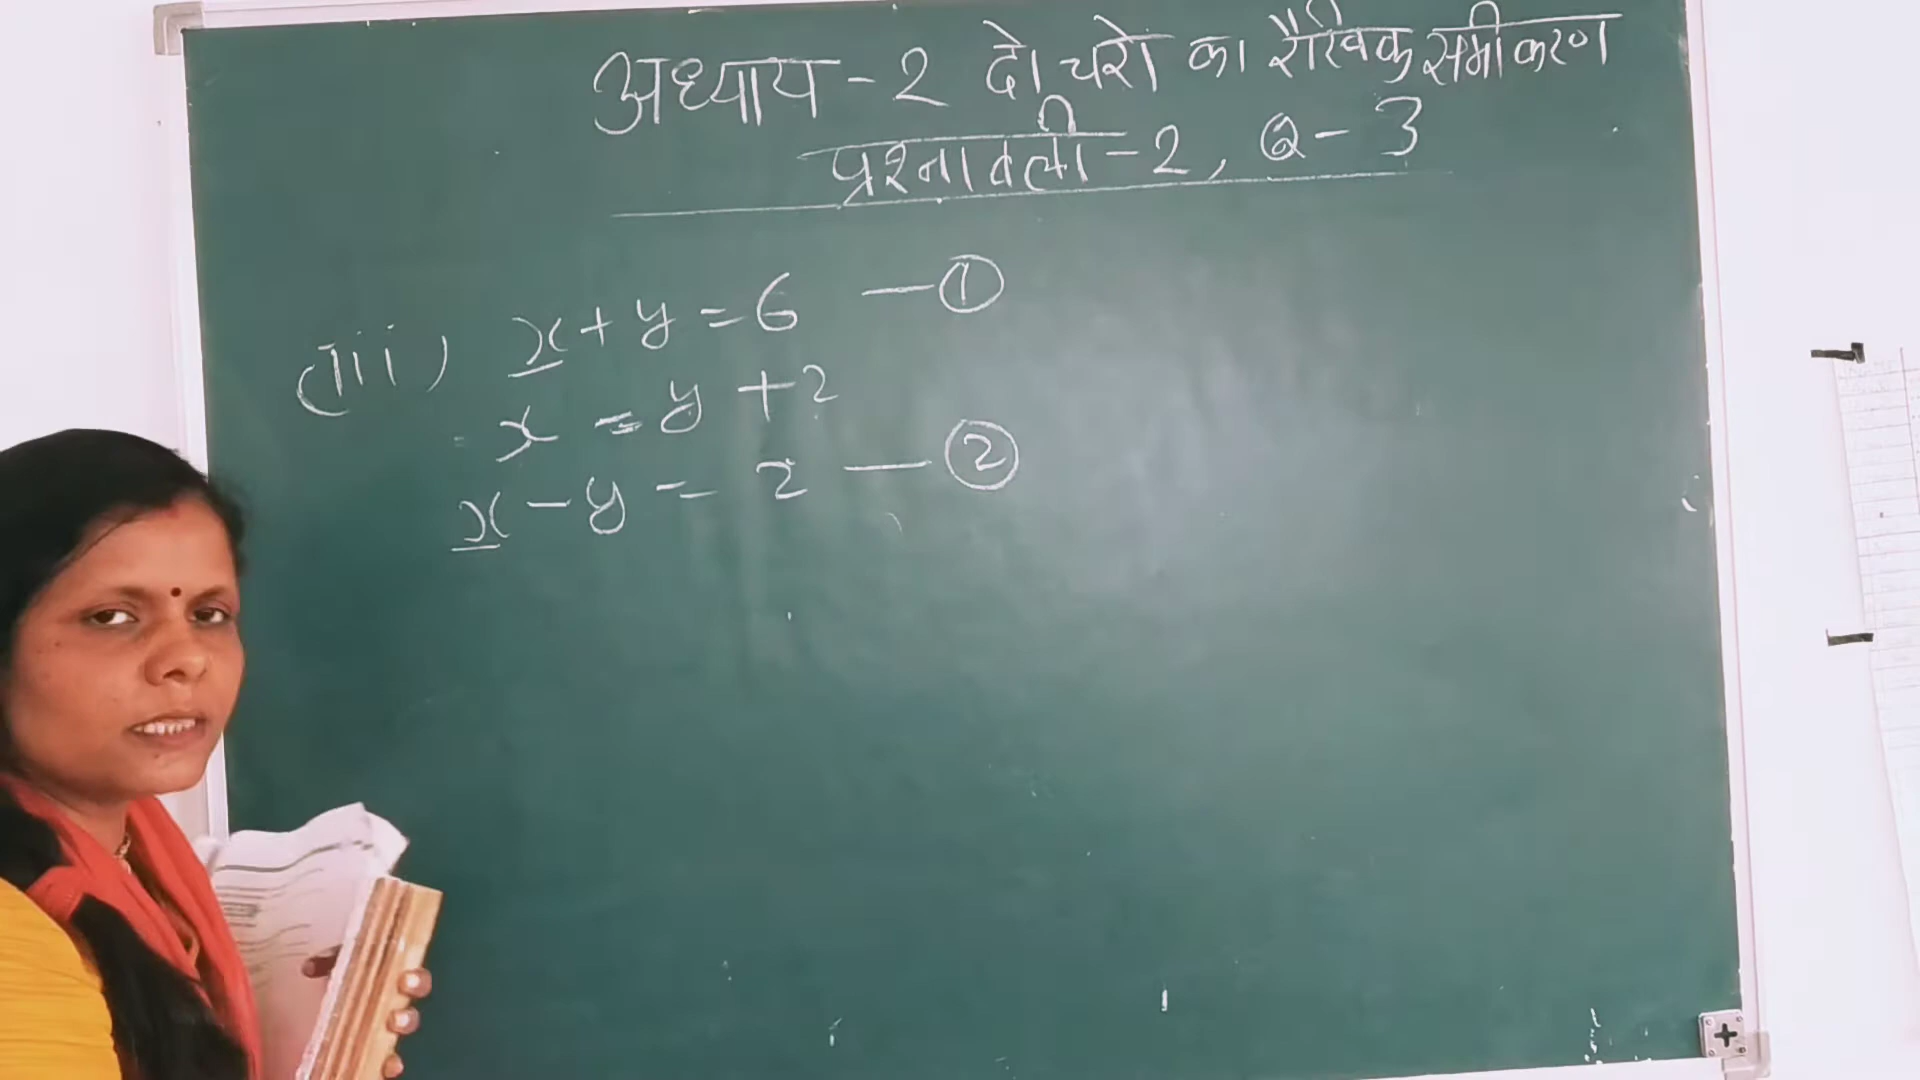 अध्याय - 2 दो चरो का रैखिक समीकरण
प्रश्नावली - 2, Q - 3
(iii) x + y = 6 — ①
x = y + 2
x - y = 2 — ②